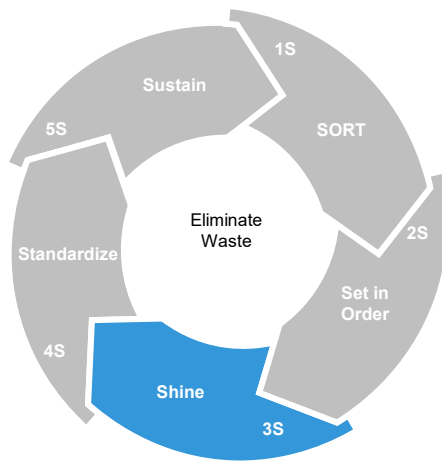 1S
SORT
2S
Set in
Order
3S
Shine
4S
Standardize
5S
Sustain
Eliminate
Waste